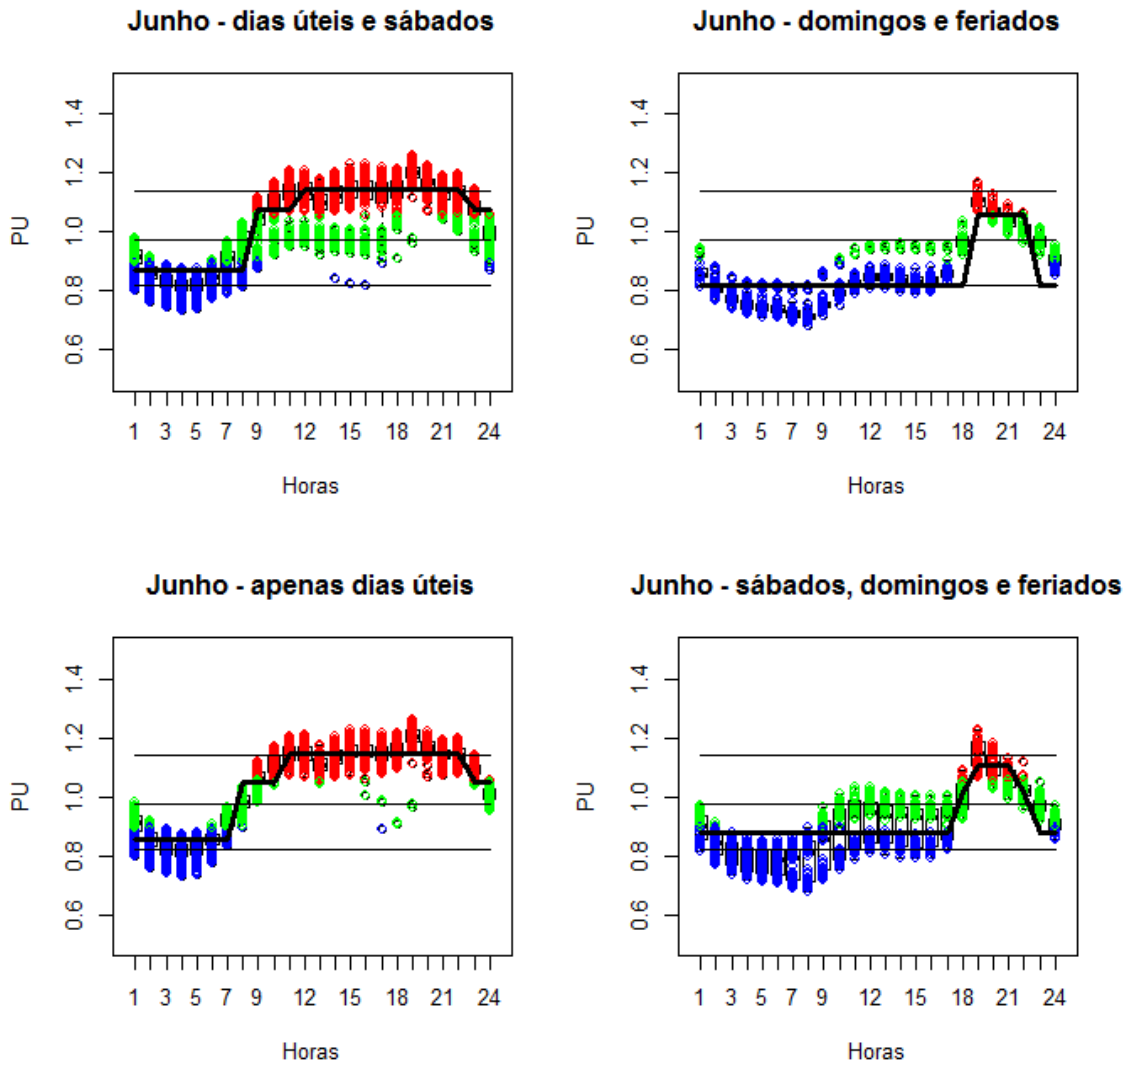 Junho - dias úteis e sábados
PU
1.4
1.2
1.0
0.8
0.6
1 3 5 7 9 12 15 18 21 24
Horas
Junho - domingos e feriados
PU
1.4
1.2
1.0
0.8
0.6
1 3 5 7 9 12 15 18 21 24
Horas
Junho - apenas dias úteis
PU
1.4
1.2
1.0
0.8
0.6
1 3 5 7 9 12 15 18 21 24
Horas
Junho - sábados, domingos e feriados
PU
1.4
1.2
1.0
0.8
0.6
1 3 5 7 9 12 15 18 21 24
Horas